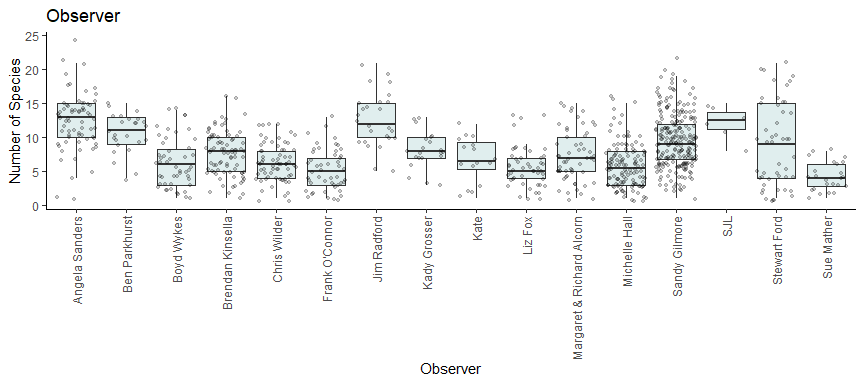 Observer
Number of Species
25
20
15
10
5
0
Angela Sanders
Ben Parkhurst
Boyd Wykes
Brendan Kinsella
Chris Wilder
Frank O'Connor
Jim Radford
Kady Grosser
Kate
Liz Fox
Margaret & Richard Alcorn
Michelle Hall
Sandy Gilmore
SJL
Stewart Ford
Sue Mather
Observer